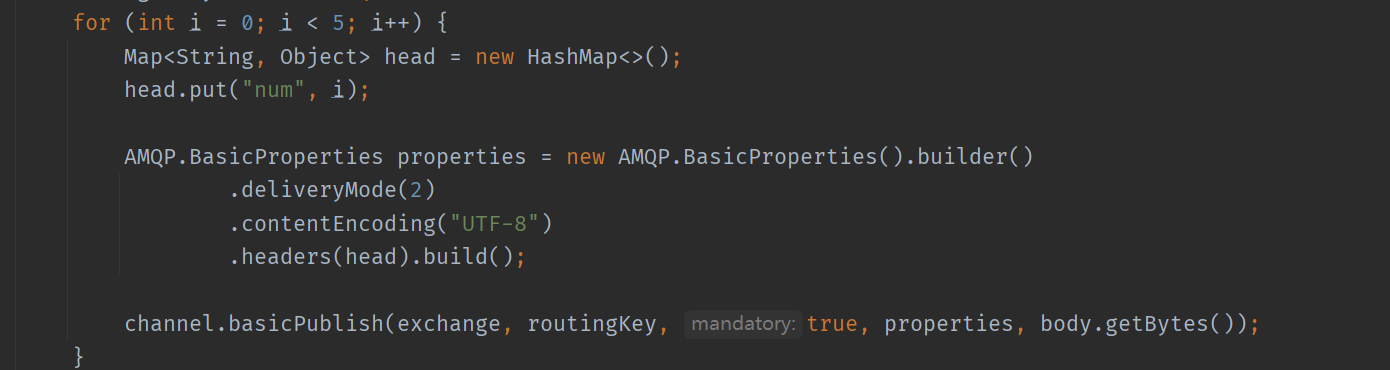 for (int i = 0; i < 5; i++) {
Map<String, Object> head = new HashMap<>();
head.put("num", i);
AMQP.BasicProperties properties = new AMQP.BasicProperties().builder()
.deliveryMode(2)
.contentEncoding("UTF-8")
.headers(head).build();
channel.basicPublish(exchange, routingKey, mandatory: true, properties, body.getBytes());
}